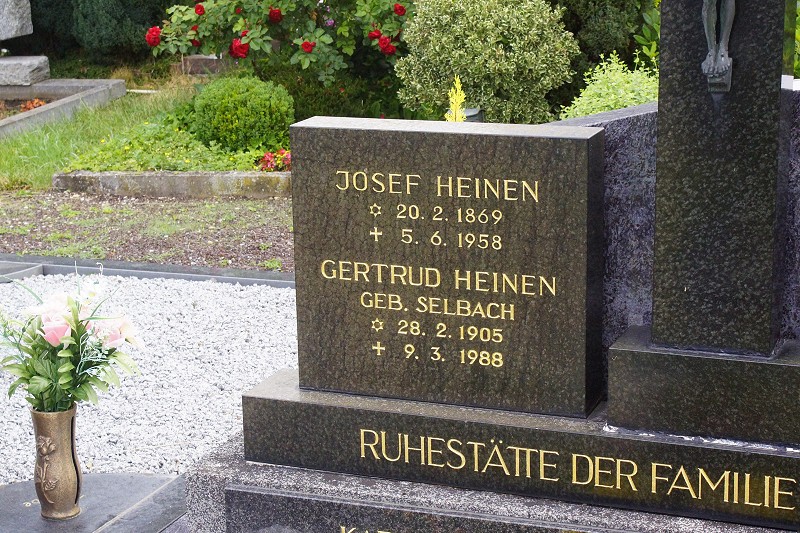 JOSEF HEINEN
✡ 20. 2. 1869
✝ 5. 6. 1958
GERTRUD HEINEN
GEB. SELBACH
✡ 28. 2. 1905
✝ 9. 3. 1988
RUHESTÄTTE DER FAMILIE